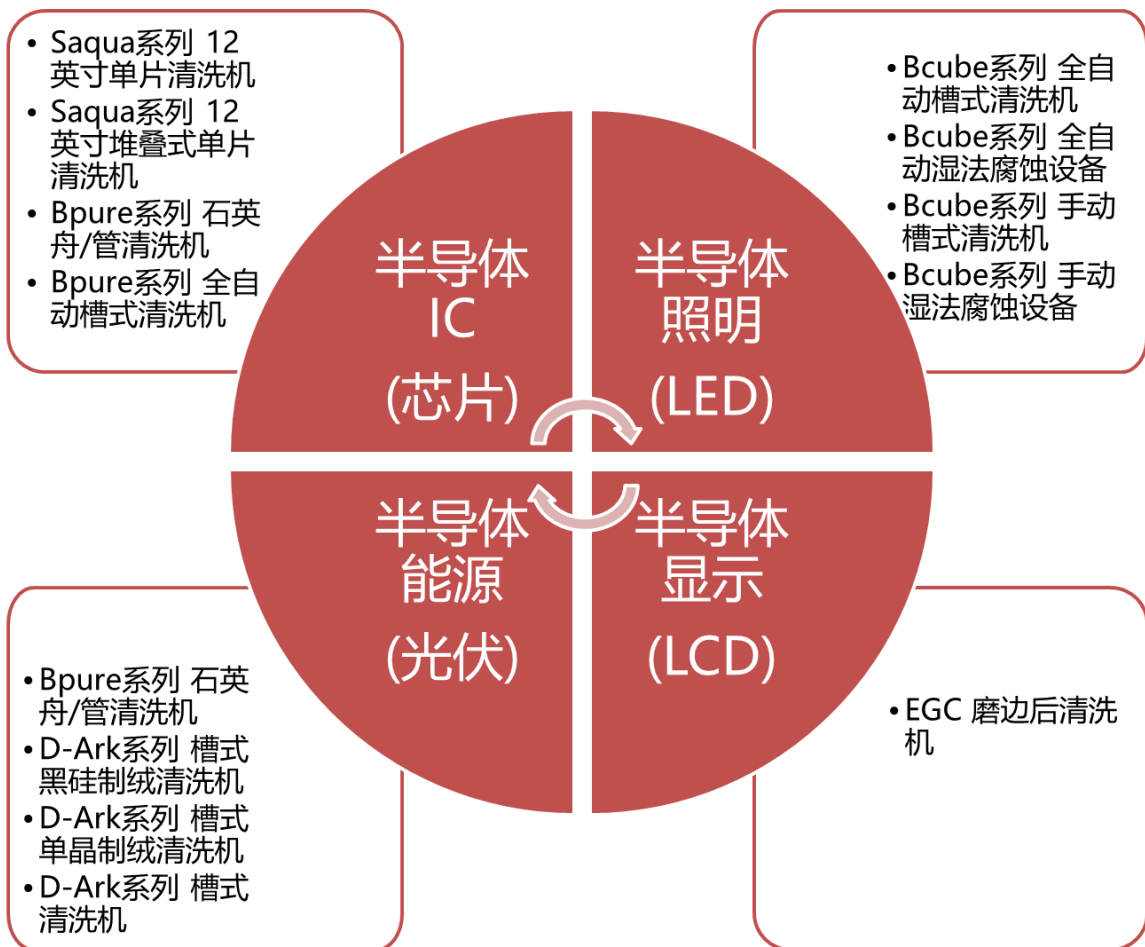 • Saqua系列 12
英寸单片清洗机
• Saqua系列 12
英寸堆叠式单片
清洗机
• Bpure系列 石英
舟/管清洗机
• Bpure系列 全自
动槽式清洗机
• Bcube系列 全自
动槽式清洗机
• Bcube系列 全自
动湿法腐蚀设备
• Bcube系列 手动
槽式清洗机
• Bcube系列 手动
湿法腐蚀设备
半导体
IC
(芯片)
半导体
照明
(LED)
半导体
能源
(光伏)
半导体
显示
(LCD)
• Bpure系列 石英
舟/管清洗机
• D-Ark系列 槽式
黑硅制绒清洗机
• D-Ark系列 槽式
单晶制绒清洗机
• D-Ark系列 槽式
清洗机
• EGC 磨边后清洗
机